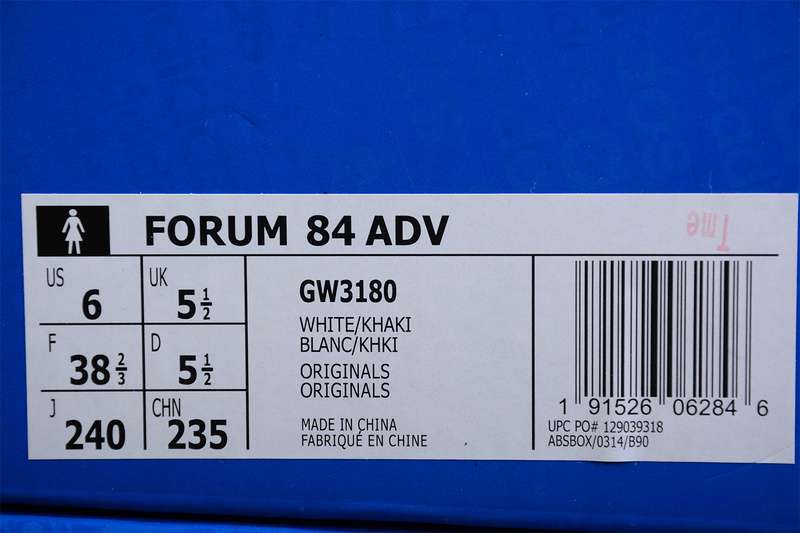 FORUM 84 ADV
US
6
UK
5 1/2
F
38 2/3
D
5 1/2
J
240
CHN
235
GW3180
WHITE/KHAKI
BLANC/KHKI
ORIGINALS
ORIGINALS
MADE IN CHINA
FABRIQUÉ EN CHINE
1 91526 06284 6
UPC PO# 129039318
ABSBOX/0314/B90